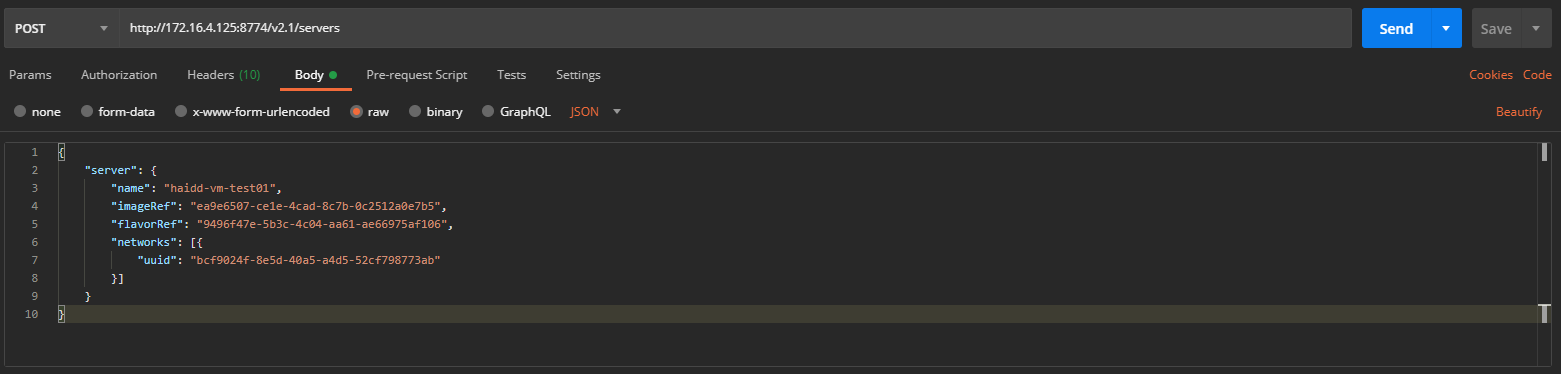 POST http://172.16.4.125:8774/v2.1/servers Send Save
Params Authorization Headers (10) Body Pre-request Script Tests Settings Cookies Code
none form-data x-www-form-urlencoded raw binary GraphQL JSON Beautify
1 {
2 "server": {
3 "name": "haidd-vm-test01",
4 "imageRef": "ea9e6507-ce1e-4cad-8c7b-0c2512a0e7b5",
5 "flavorRef": "9496f47e-5b3c-4c04-aa61-ae66975af106",
6 "networks": [{
7 "uuid": "bcf9024f-8e5d-40a5-a4d5-52cf798773ab"
8 }]
9 }
10 }